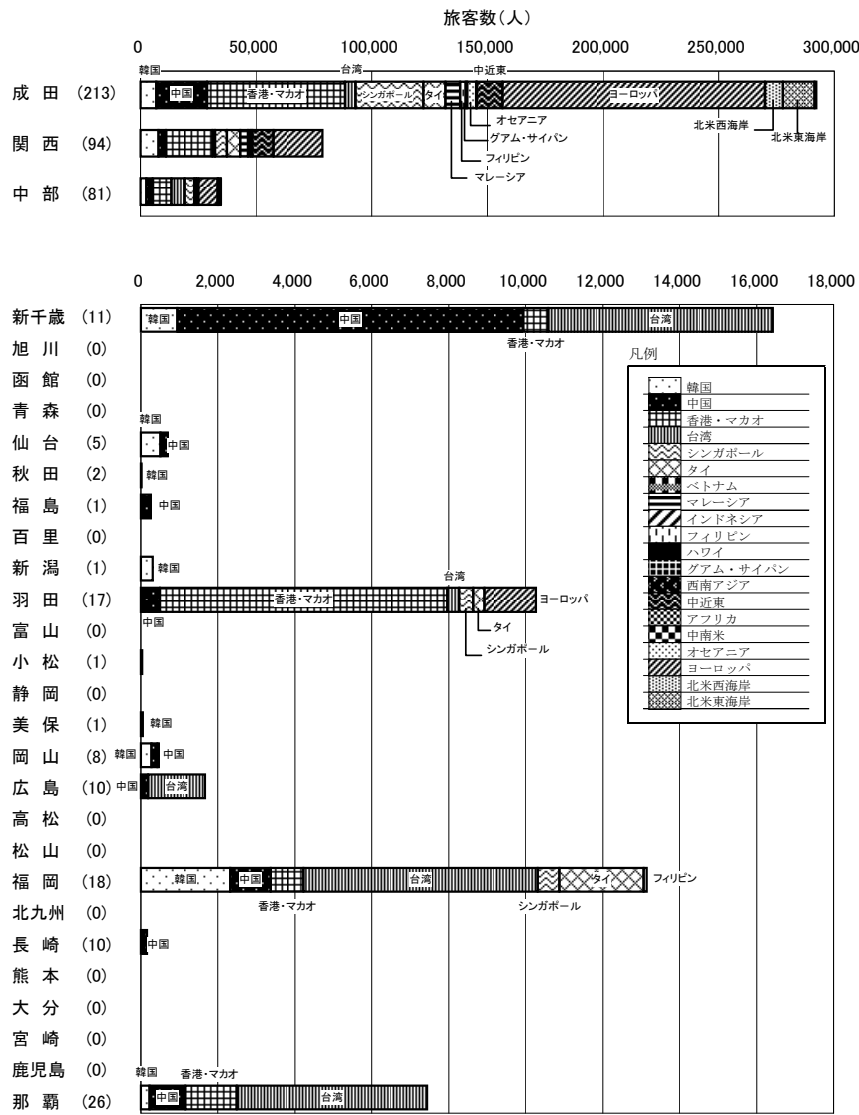 旅客数(人)
0 50,000 100,000 150,000 200,000 250,000 300,000
韓国 台湾 中近東
成田 (213) 中国 香港・マカオ シンガポール タイ ヨーロッパ
オセアニア 北米西海岸 北米東海岸
グアム・サイパン
関西 (94)
フィリピン
マレーシア
中部 (81)
0 2,000 4,000 6,000 8,000 10,000 12,000 14,000 16,000 18,000
新千歳 (11) 韓国 中国 台湾
香港・マカオ
旭川 (0)
函館 (0)
青森 (0)
韓国
仙台 (5) 中国
秋田 (2) 韓国
福島 (1) 中国
百里 (0)
新潟 (1) 韓国
台湾
羽田 (17) 香港・マカオ ヨーロッパ
中国
富山 (0) タイ
シンガポール
小松 (1)
静岡 (0)
美保 (1) 韓国
岡山 (8) 韓国 中国
広島 (10) 中国 台湾
高松 (0)
松山 (0)
福岡 (18) 韓国 中国 台湾 タイ フィリピン
香港・マカオ シンガポール
北九州 (0)
長崎 (10) 中国
熊本 (0)
大分 (0)
宮崎 (0)
鹿児島 (0)
韓国 香港・マカオ
那覇 (26) 中国 台湾
凡例
韓国
中国
香港・マカオ
台湾
シンガポール
タイ
ベトナム
マレーシア
インドネシア
フィリピン
ハワイ
グアム・サイパン
西南アジア
中近東
アフリカ
中南米
オセアニア
ヨーロッパ
北米西海岸
北米東海岸